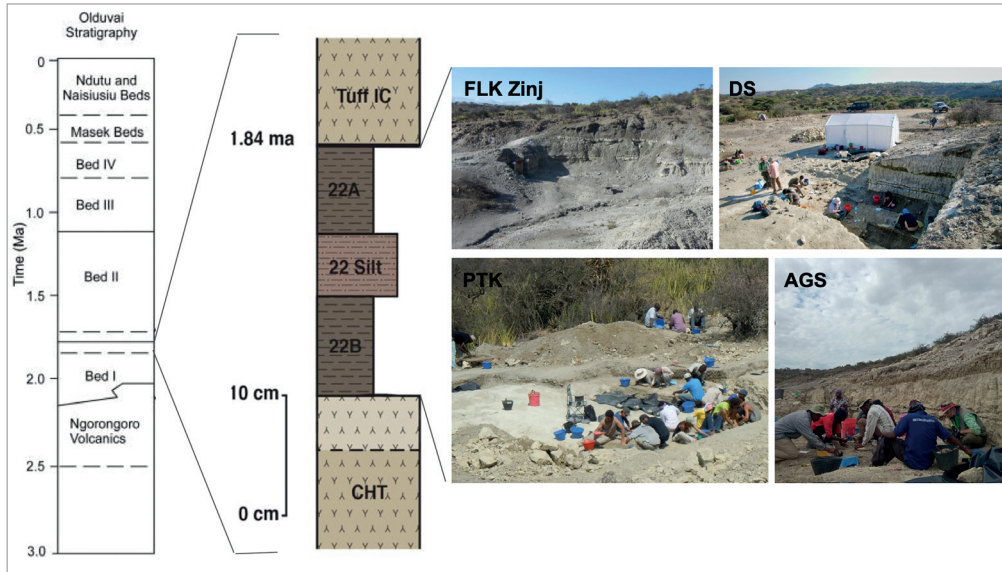 Olduvai
Stratigraphy
Time (Ma)
0
0.5
1.0
1.5
2.0
2.5
3.0
Ndutu and
Naisiusiu Beds
Masek Beds
Bed IV
Bed III
Bed II
Bed I
Ngorongoro
Volcanics
Tuff IC
1.84 ma
22A
22 Silt
22B
10 cm
CHT
0 cm
FLK Zinj
DS
PTK
AGS